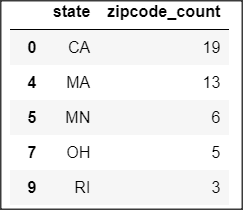 state zipcode_count
0 CA 19
4 MA 13
5 MN 6
7 OH 5
9 RI 3